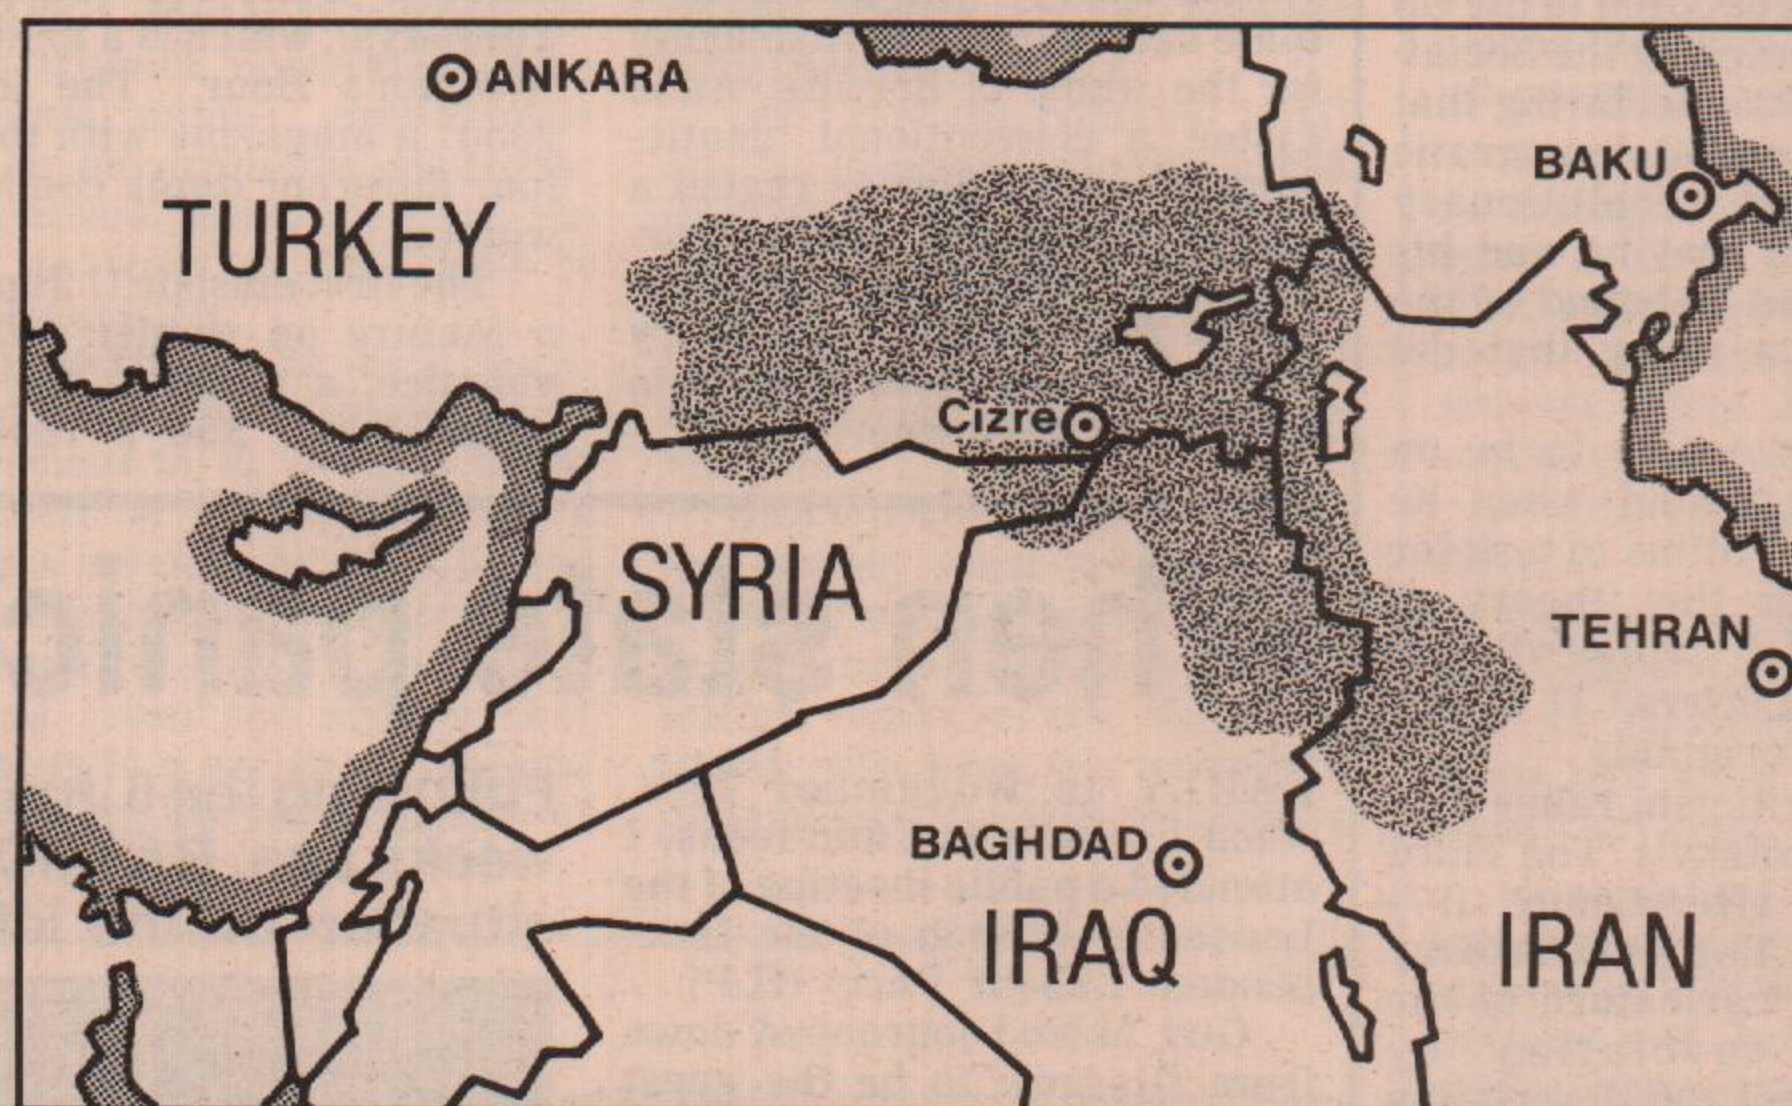 ANKARA
BAKU
TURKEY
Cizre
SYRIA
TEHRAN
BAGHDAD
IRAQ
IRAN